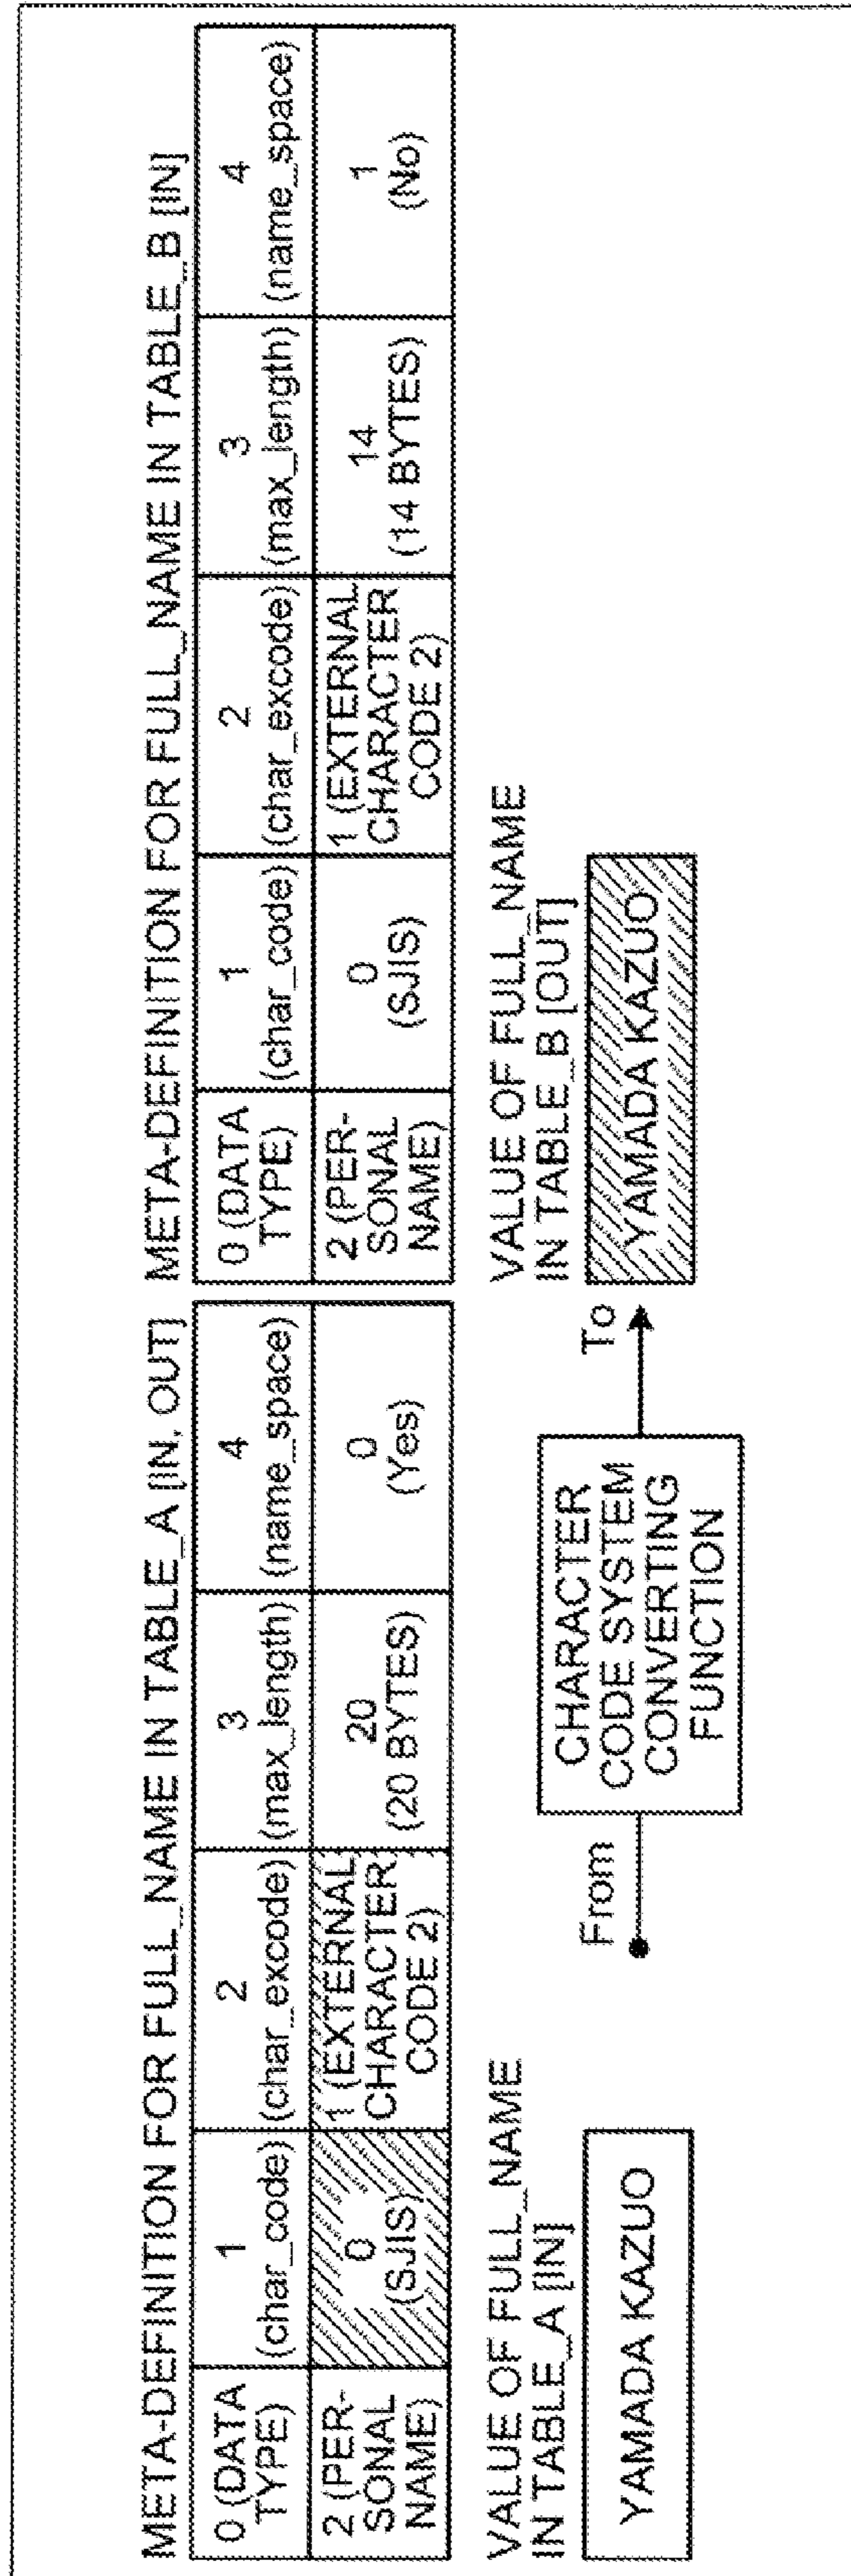 META-DEFINITION FOR FULL_NAME IN TABLE_A [IN, OUT]
0 (DATA
TYPE)
1
(char_code)
2
(char_excode)
3
(max_length)
4
(name_space)
2 (PER-
SONAL
NAME)
0
(SJIS)
1 (EXTERNAL
CHARACTER
CODE 2)
20
(20 BYTES)
0
(Yes)
META-DEFINITION FOR FULL_NAME IN TABLE_B [IN]
0 (DATA
TYPE)
1
(char_code)
2
(char_excode)
3
(max_length)
4
(name_space)
2 (PER-
SONAL
NAME)
0
(SJIS)
1 (EXTERNAL
CHARACTER
CODE 2)
14
(14 BYTES)
1
(No)
VALUE OF FULL_NAME
IN TABLE_A [IN]
YAMADA KAZUO
From
CHARACTER
CODE SYSTEM
CONVERTING
FUNCTION
To
VALUE OF FULL_NAME
IN TABLE_B [OUT]
YAMADA KAZUO